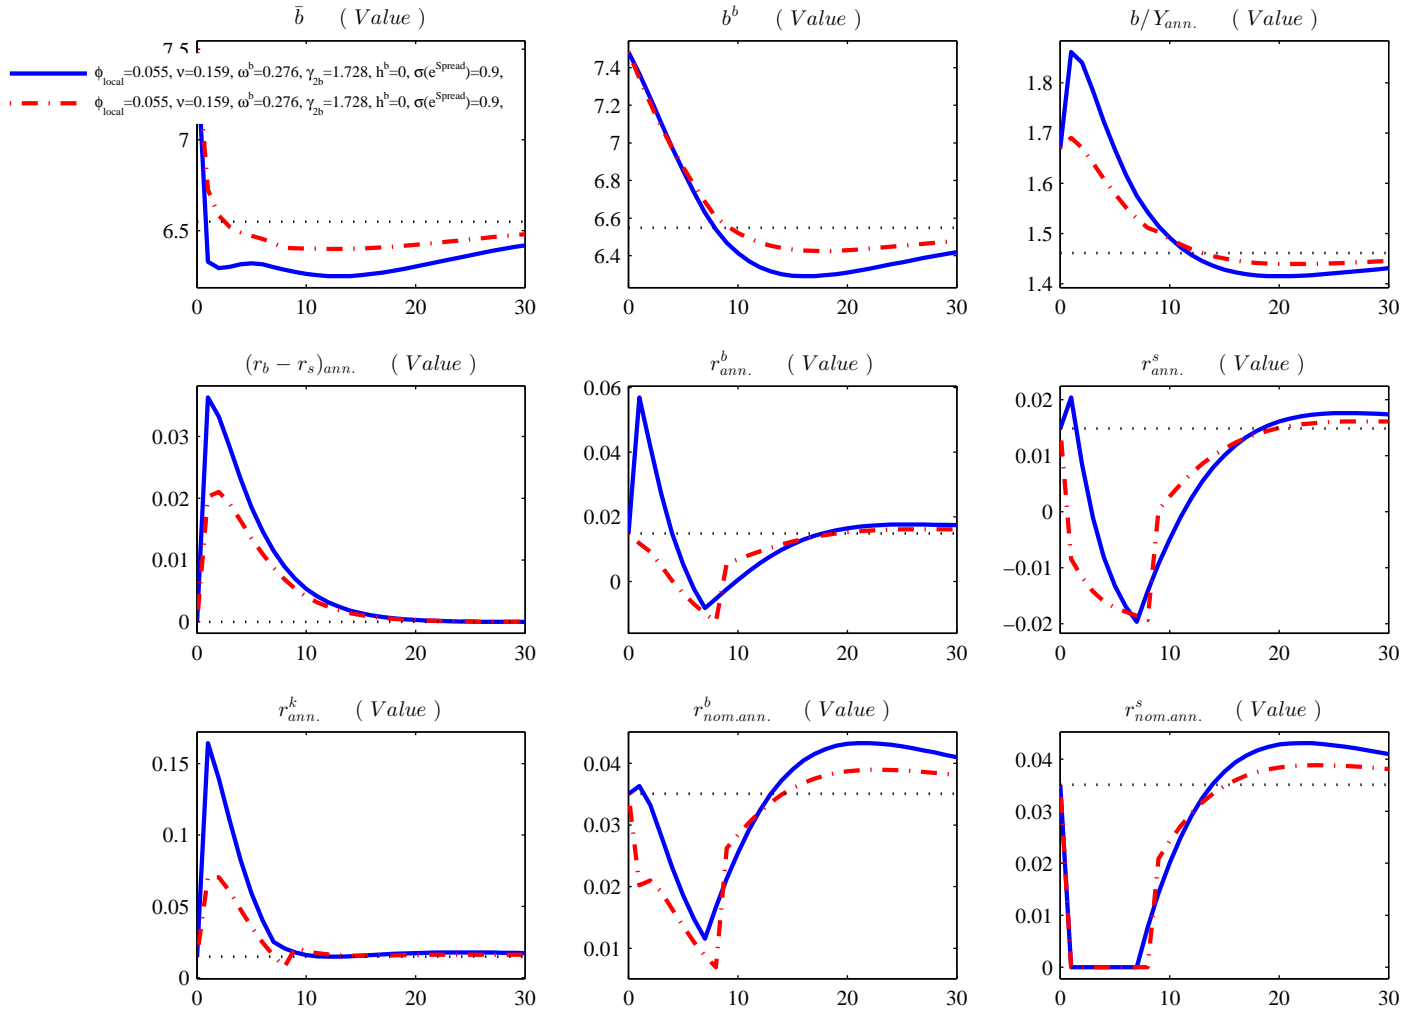 b̄ ( Value )
b^b ( Value )
b/Y_ann. ( Value )
7.5
ϕ_local=0.055, ν=0.159, ω^b=0.276, γ_2b=1.728, h^b=0, σ(e^Spread)=0.9,
ϕ_local=0.055, ν=0.159, ω^b=0.276, γ_2b=1.728, h^b=0, σ(e^Spread)=0.9,
7
6.5
0 10 20 30
7.4
7.2
7
6.8
6.6
6.4
0 10 20 30
1.8
1.7
1.6
1.5
1.4
0 10 20 30
(r_b − r_s)_ann. ( Value )
r^b_ann. ( Value )
r^s_ann. ( Value )
0.03
0.02
0.01
0
0 10 20 30
0.06
0.04
0.02
0
0 10 20 30
0.02
0.01
0
−0.01
−0.02
0 10 20 30
r^k_ann. ( Value )
r^b_nom.ann. ( Value )
r^s_nom.ann. ( Value )
0.15
0.1
0.05
0
0 10 20 30
0.04
0.03
0.02
0.01
0 10 20 30
0.04
0.03
0.02
0.01
0
0 10 20 30